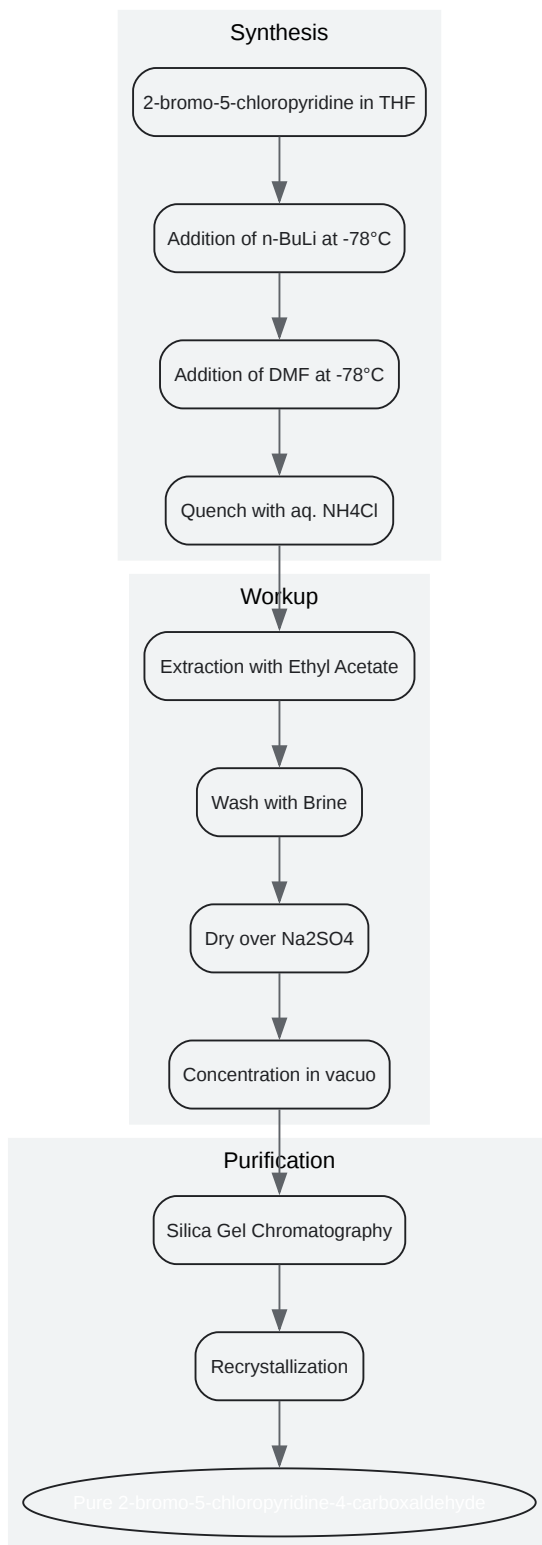 Synthesis
2-bromo-5-chloropyridine in THF
Addition of n-BuLi at -78°C
Addition of DMF at -78°C
Quench with aq. NH4Cl
Workup
Extraction with Ethyl Acetate
Wash with Brine
Dry over Na2SO4
Concentration in vacuo
Purification
Silica Gel Chromatography
Recrystallization
Pure 2-bromo-5-chloropyridine-4-carboxaldehyde